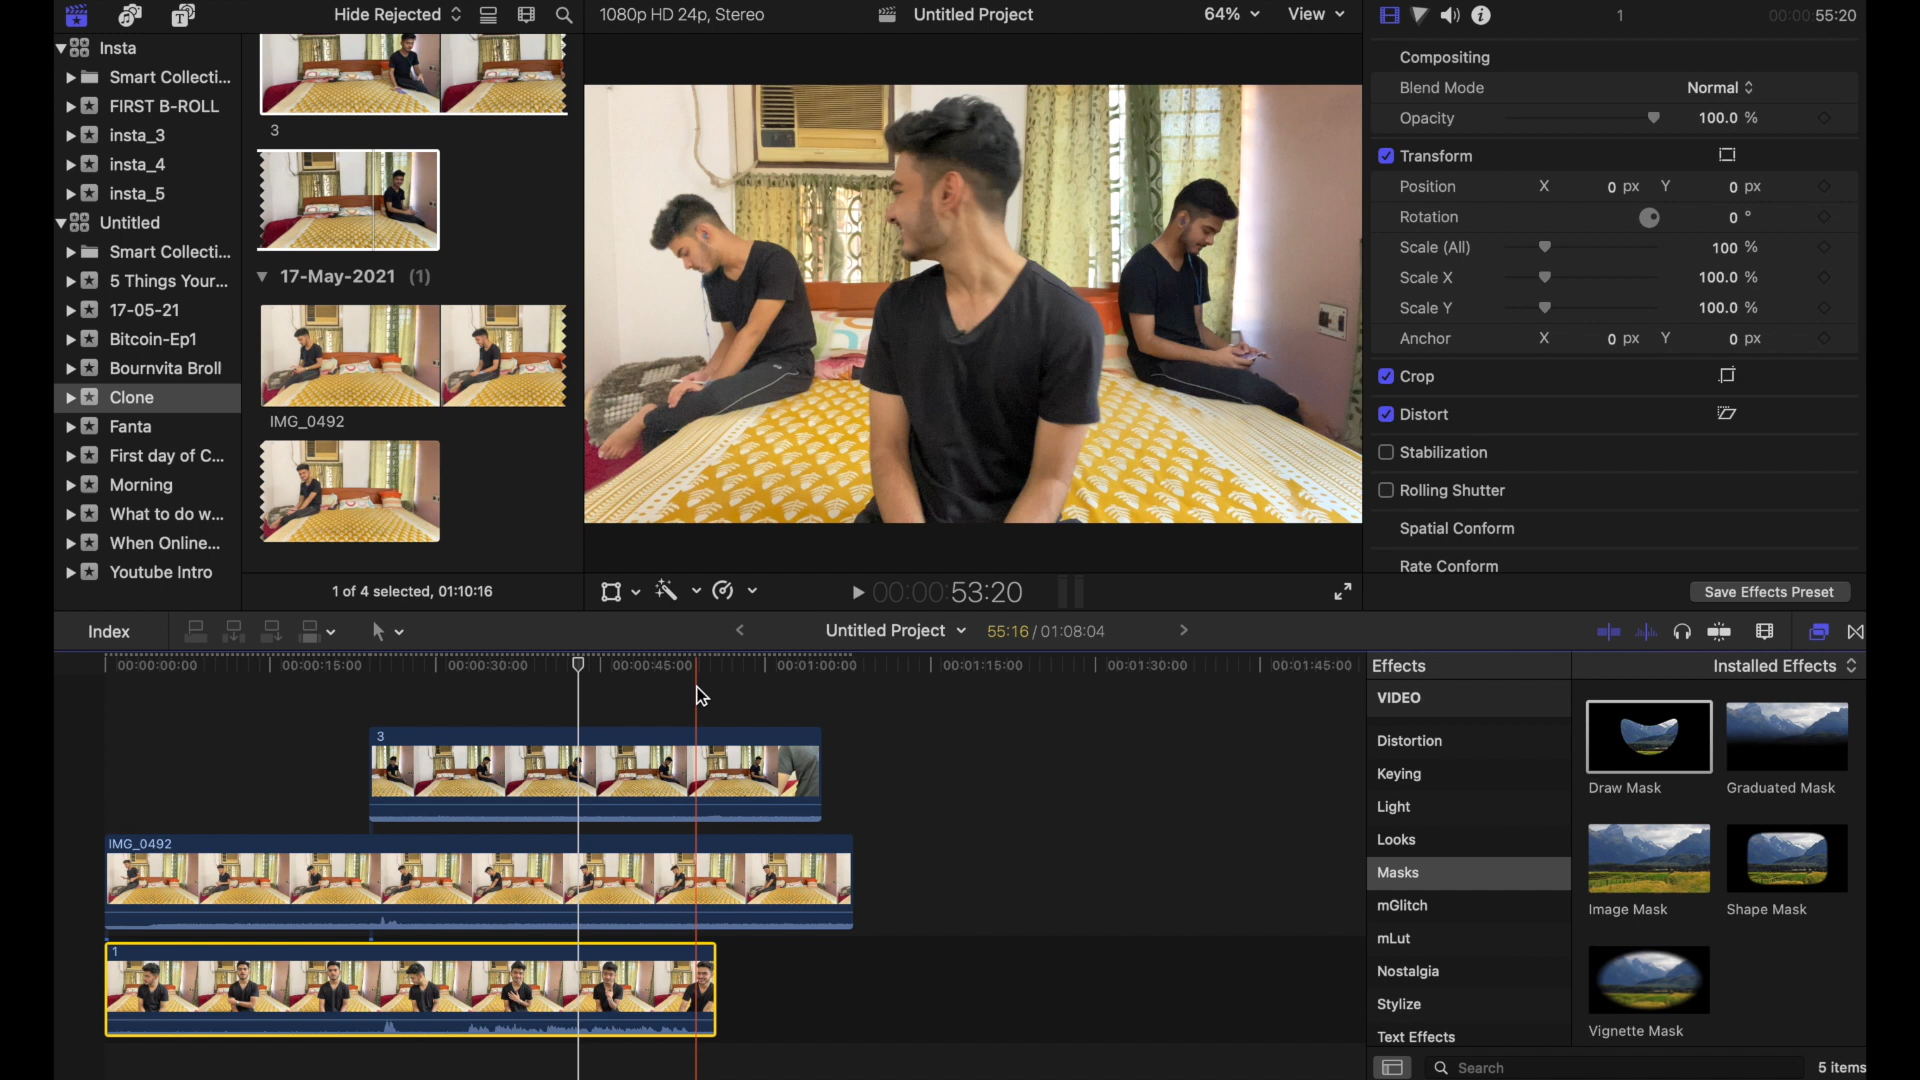 Hide Rejected
1080p HD 24p, Stereo
Untitled Project
64%
View
1
00:00:55:20
Insta
Smart Collecti...
FIRST B-ROLL
insta_3
insta_4
insta_5
Untitled
Smart Collecti...
5 Things Your...
17-05-21
Bitcoin-Ep1
Bournvita Broll
Clone
Fanta
First day of C...
Morning
What to do w...
When Online...
Youtube Intro
3
17-May-2021 (1)
IMG_0492
1 of 4 selected, 01:10:16
00:00:00:53:20
Compositing
Blend Mode
Normal
Opacity
100.0 %
Transform
Position X 0 px Y 0 px
Rotation 0 °
Scale (All) 100 %
Scale X 100.0 %
Scale Y 100.0 %
Anchor X 0 px Y 0 px
Crop
Distort
Stabilization
Rolling Shutter
Spatial Conform
Rate Conform
Save Effects Preset
Index
Untitled Project
55:16 / 01:08:04
00:00:00:00
00:00:15:00
00:00:30:00
00:00:45:00
00:01:00:00
00:01:15:00
00:01:30:00
00:01:45:00
3
IMG_0492
1
Effects
Installed Effects
VIDEO
Distortion
Keying
Light
Looks
Masks
mGlitch
mLut
Nostalgia
Stylize
Text Effects
Draw Mask
Graduated Mask
Image Mask
Shape Mask
Vignette Mask
Search
5 items